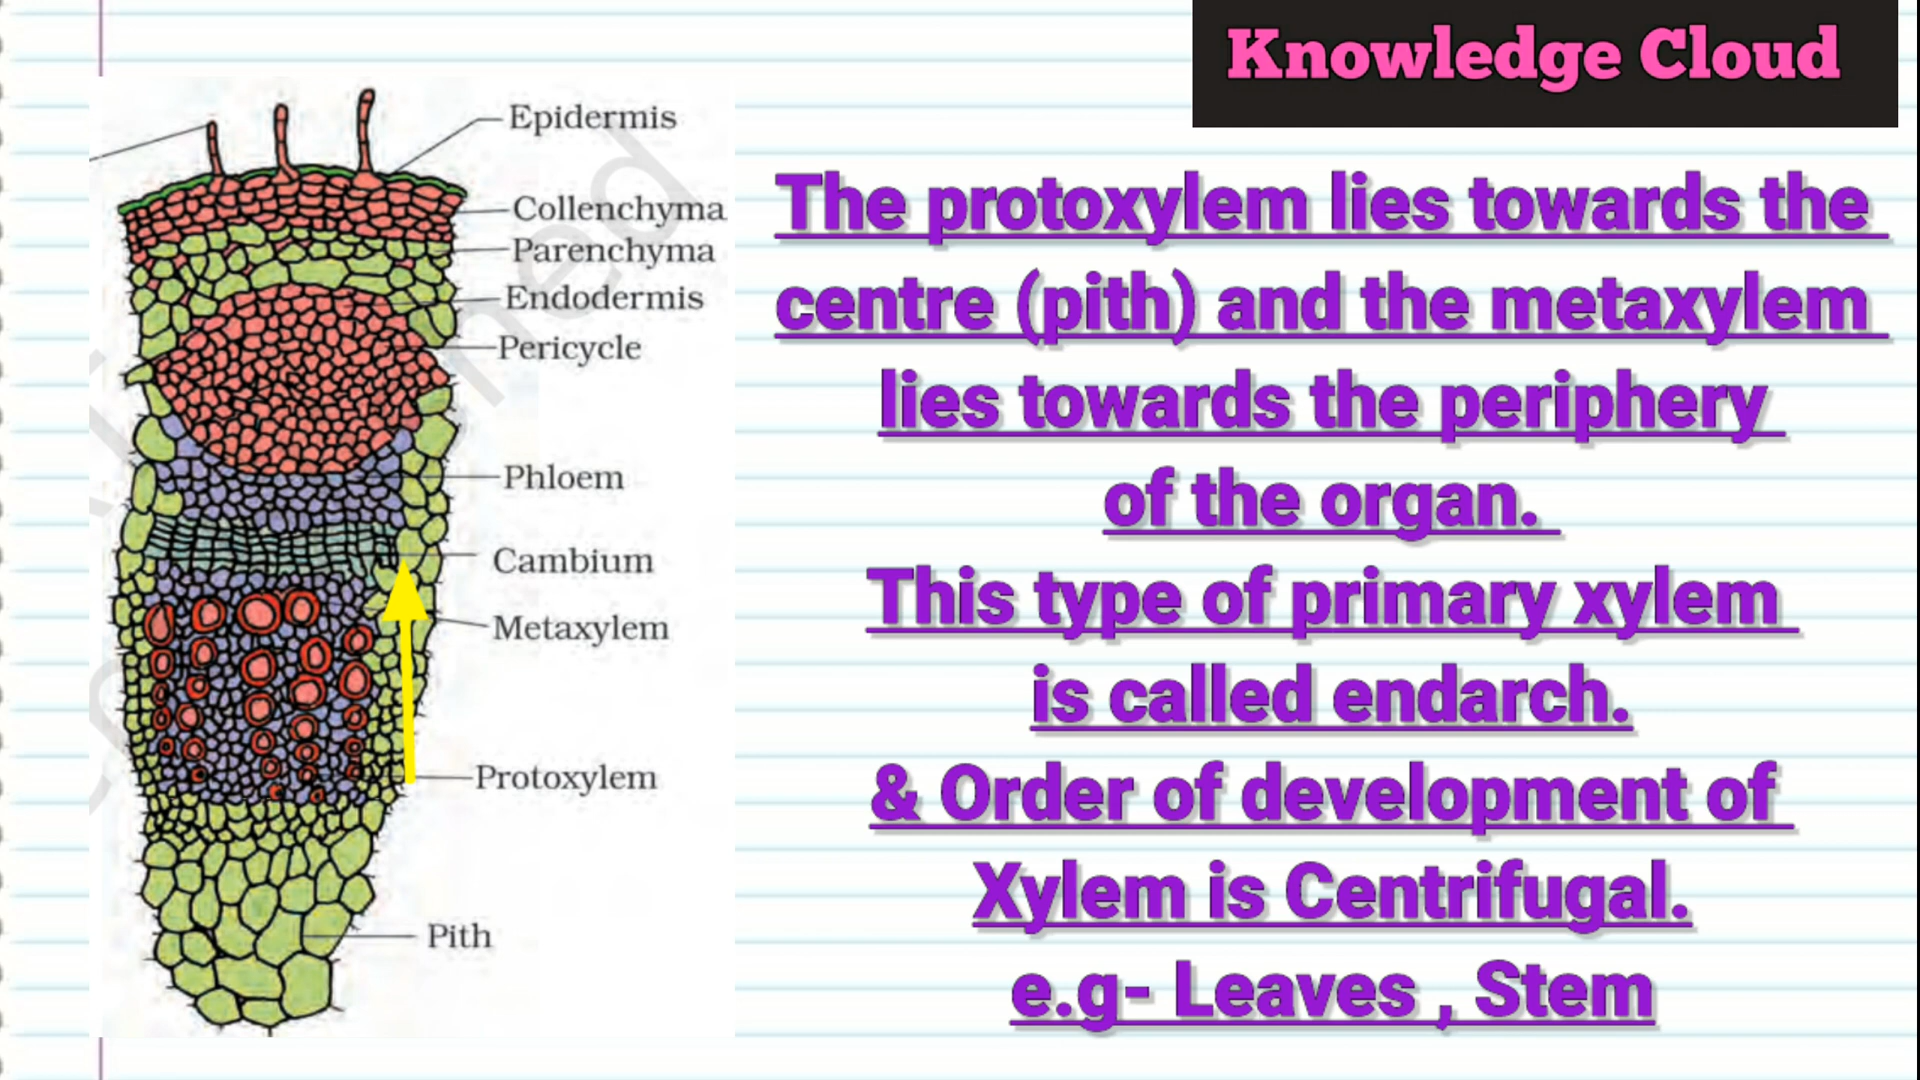 Knowledge Cloud
Epidermis
Collenchyma
Parenchyma
Endodermis
Pericycle
Phloem
Cambium
Metaxylem
Protoxylem
Pith
The protoxylem lies towards the
centre (pith) and the metaxylem
lies towards the periphery
of the organ.
This type of primary xylem
is called endarch.
& Order of development of
Xylem is Centrifugal.
e.g- Leaves , Stem